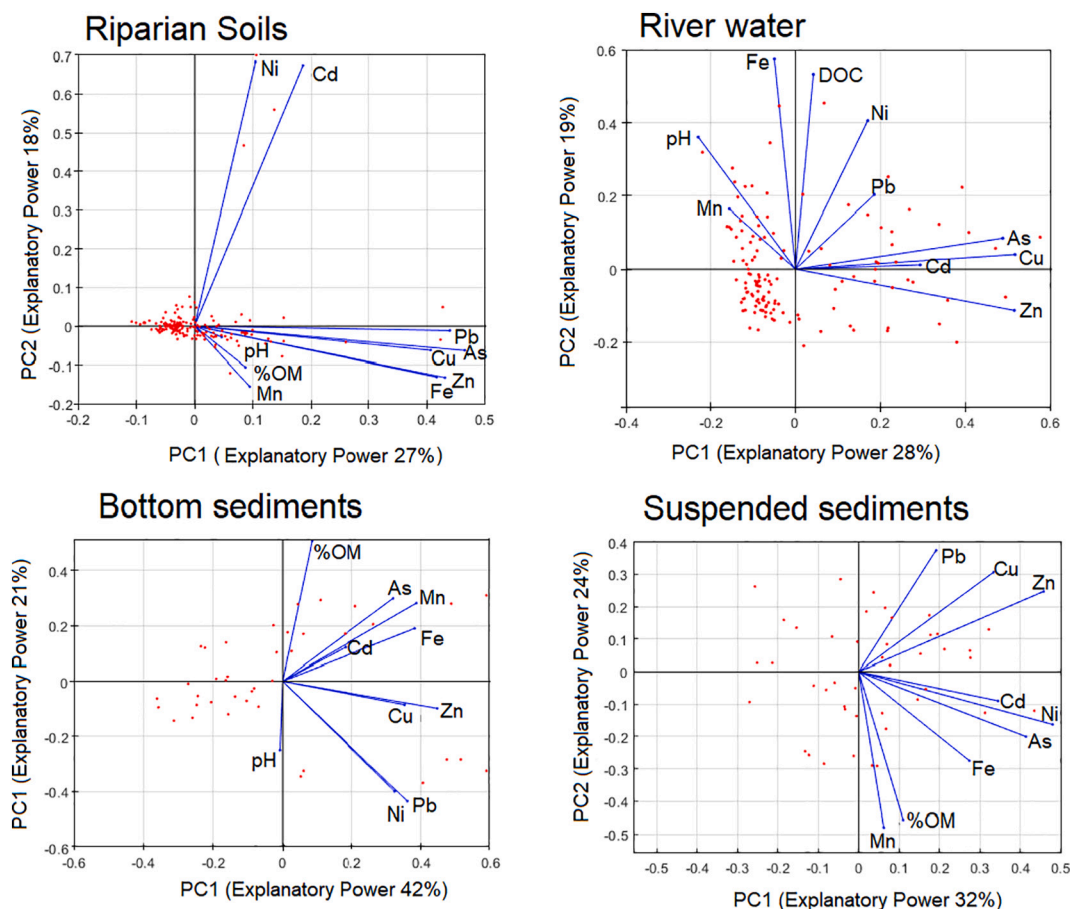 Riparian Soils
0.7
0.6
0.5
0.4
0.3
0.2
0.1
0
-0.1
-0.2
PC2 (Explanatory Power 18%)
Ni
Cd
Pb
Cu
As
pH
%OM
Mn
Fe
Zn
-0.2
-0.1
0
0.1
0.2
0.3
0.4
0.5
PC1 ( Explanatory Power 27%)
River water
0.6
0.4
0.2
0
-0.2
PC2 (Explanatory Power 19%)
Fe
DOC
Ni
pH
Pb
Mn
As
Cu
Cd
Zn
-0.4
-0.2
0
0.2
0.4
0.6
PC1 (Explanatory Power 28%)
Bottom sediments
0.4
0.2
0
-0.2
-0.4
-0.6
PC1 (Explanatory Power 21%)
%OM
As
Mn
Fe
Cd
Cu
Zn
pH
Ni
Pb
-0.6
-0.4
-0.2
0
0.2
0.4
0.6
PC1 (Explanatory Power 42%)
Suspended sediments
0.4
0.3
0.2
0.1
0
-0.1
-0.2
-0.3
-0.4
-0.5
PC2 (Explanatory Power 24%)
Pb
Cu
Zn
Cd
Ni
As
Fe
%OM
Mn
-0.5
-0.4
-0.3
-0.2
-0.1
0
0.1
0.2
0.3
0.4
0.5
PC1 (Explanatory Power 32%)